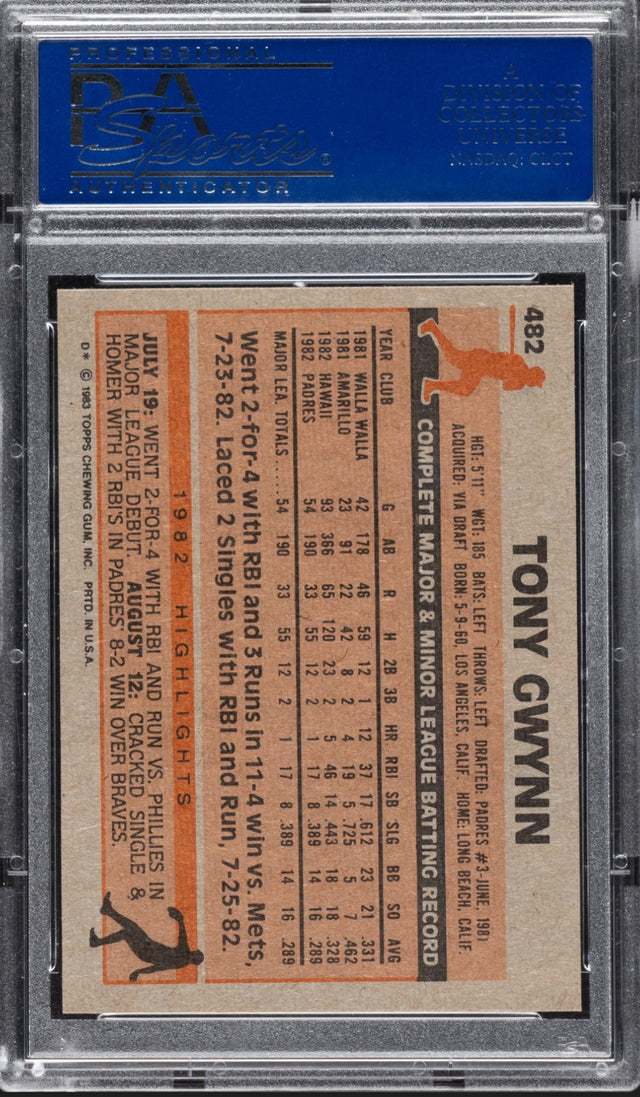 PROFESSIONAL
PSA
Sports
AUTHENTICATOR
A
DIVISION OF
COLLECTORS
UNIVERSE
NASDAQ: CLCT
482
TONY GWYNN
HGT: 5'11" WGT: 185 BATS: LEFT THROWS: LEFT DRAFTED: PADRES #3-JUNE, 1981
ACQUIRED: VIA DRAFT BORN: 5-9-60, LOS ANGELES, CALIF. HOME: LONG BEACH, CALIF.
COMPLETE MAJOR & MINOR LEAGUE BATTING RECORD
YEAR CLUB G AB R H 2B 3B HR RBI SB SLG BB SO AVG
1981 WALLA WALLA 42 178 46 59 12 1 12 37 17 .612 23 21 .331
1981 AMARILLO 23 91 22 42 8 2 4 19 5 .725 5 7 .462
1982 HAWAII 93 366 65 120 23 2 5 46 14 .443 18 18 .328
1982 PADRES 54 190 33 55 12 2 1 17 8 .389 14 16 .289
MAJOR LEA. TOTALS ...... 54 190 33 55 12 2 1 17 8 .389 14 16 .289
Went 2-for-4 with RBI and 3 Runs in 11-4 win vs. Mets,
7-23-82. Laced 2 Singles with RBI and Run, 7-25-82.
1982 HIGHLIGHTS
JULY 19: WENT 2-FOR-4 WITH RBI AND RUN VS. PHILLIES IN
MAJOR LEAGUE DEBUT. AUGUST 12: CRACKED SINGLE &
HOMER WITH 2 RBI'S IN PADRES' 8-2 WIN OVER BRAVES.
D* © 1983 TOPPS CHEWING GUM, INC. PRTD. IN U.S.A.